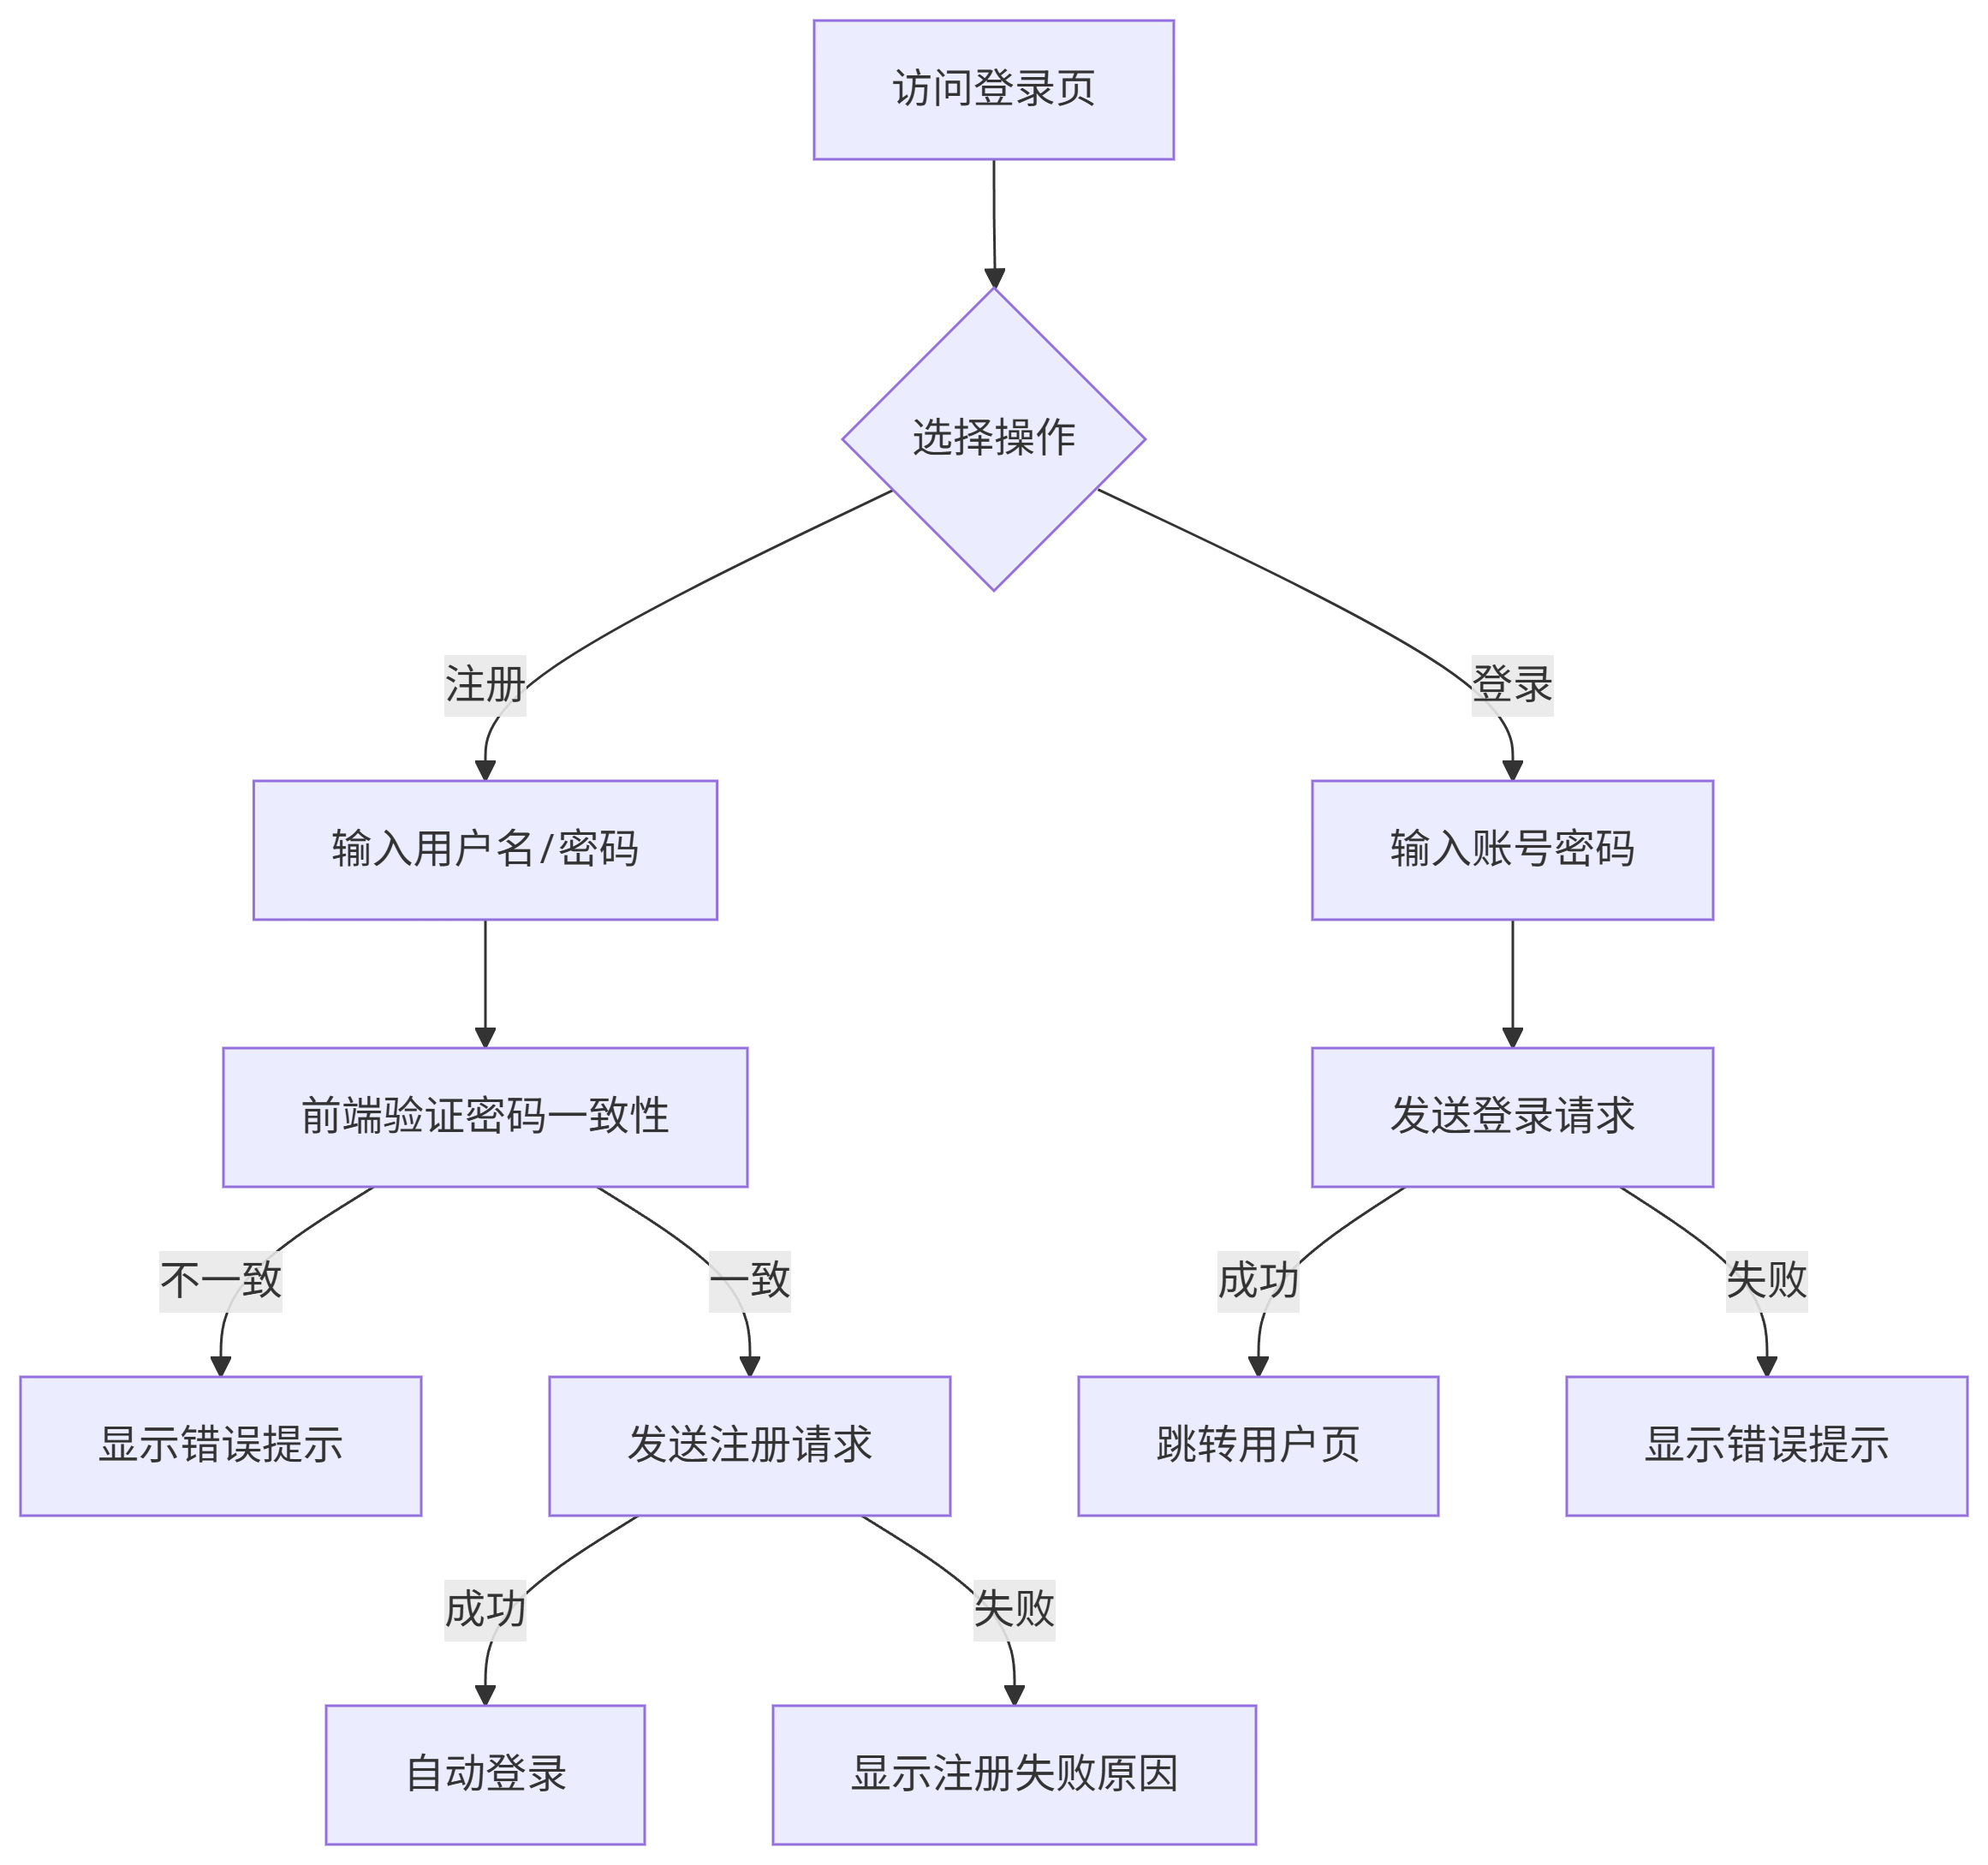 访问登录页
选择操作
注册
登录
输入用户名/密码
输入账号密码
前端验证密码一致性
发送登录请求
不一致
一致
成功
失败
显示错误提示
发送注册请求
跳转用户页
显示错误提示
成功
失败
自动登录
显示注册失败原因